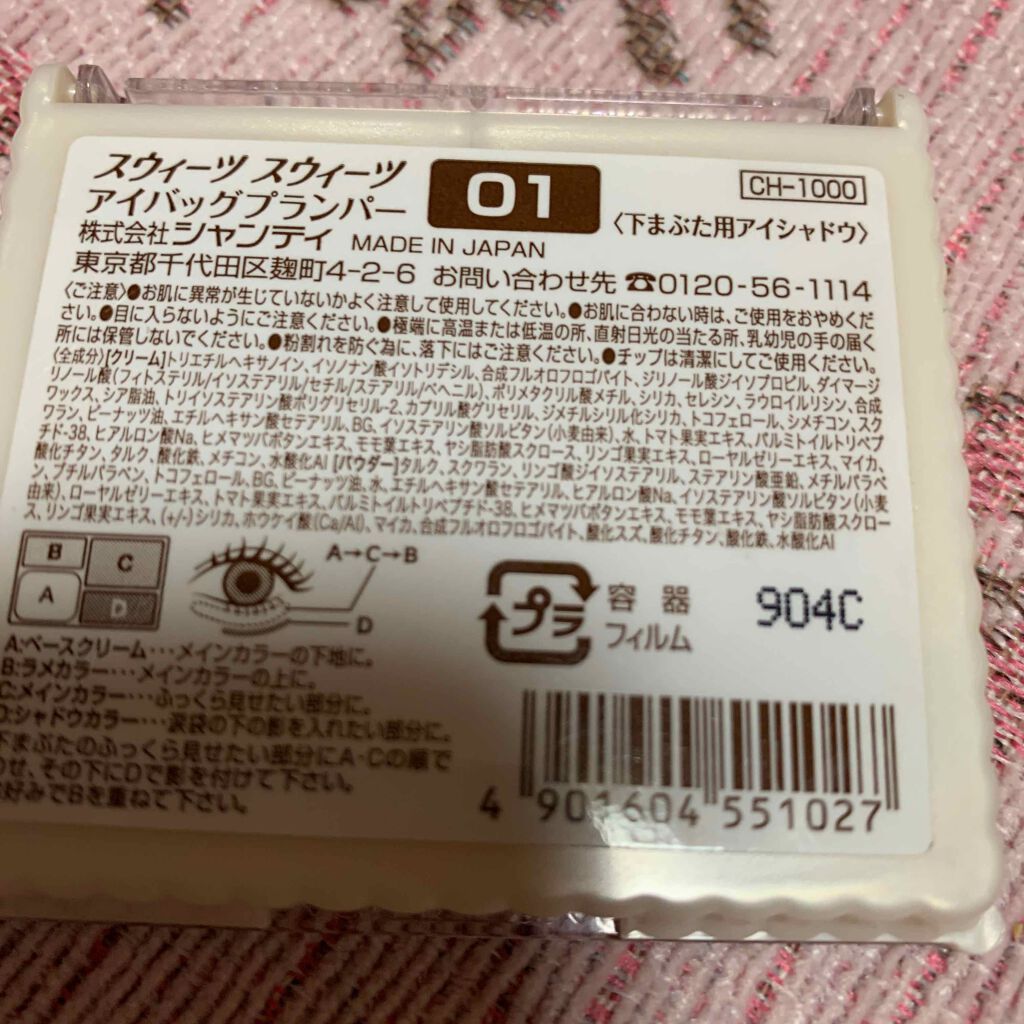 スウィーツ スウィーツ
アイバッグプランパー
01
CH-1000
〈下まぶた用アイシャドウ〉
株式会社シャンティ MADE IN JAPAN
東京都千代田区麹町4-2-6 お問い合わせ先 ☎0120-56-1114
〈ご注意〉●お肌に異常が生じていないかよく注意して使用してください。●お肌に合わない時は、ご使用をおやめくだ
さい。●目に入らないようにご注意ください。●極端に高温または低温の所、直射日光の当たる所、乳幼児の手の届く
所には保管しないでください。●粉割れを防ぐ為に、落下にはご注意ください。●チップは清潔にしてご使用ください。
〈全成分〉[クリーム]トリエチルヘキサノイン、イソノナン酸イソトリデシル、合成フルオロフロゴパイト、ジリノール酸ジイソプロピル、ダイマージ
リノール酸(フィトステリル/イソステアリル/セチル/ステアリル/ベヘニル)、ポリメタクリル酸メチル、シリカ、セレシン、ラウロイルリシン、合成
ワックス、シア脂油、トリイソステアリン酸ポリグリセリル-2、カプリル酸グリセリル、ジメチルシリル化シリカ、トコフェロール、シメチコン、スク
ワラン、ピーナッツ油、エチルヘキサン酸セテアリル、BG、イソステアリン酸ソルビタン(小麦由来)、水、トマト果実エキス、パルミトイルトリペプ
チド-38、ヒアルロン酸Na、ヒメマツバボタンエキス、モモ葉エキス、ヤシ脂肪酸スクロース、リンゴ果実エキス、ローヤルゼリーエキス、マイカ、
酸化チタン、タルク、酸化鉄、メチコン、水酸化Al [パウダー]タルク、スクワラン、リンゴ酸ジイソステアリル、ステアリン酸亜鉛、メチルパラベ
ン、ブチルパラベン、トコフェロール、BG、ピーナッツ油、水、エチルヘキサン酸セテアリル、ヒアルロン酸Na、イソステアリン酸ソルビタン(小麦
由来)、ローヤルゼリーエキス、トマト果実エキス、パルミトイルトリペプチド-38、ヒメマツバボタンエキス、モモ葉エキス、ヤシ脂肪酸スクロー
ス、リンゴ果実エキス、(+/-)シリカ、ホウケイ酸(Ca/Al)、マイカ、合成フルオロフロゴパイト、酸化スズ、酸化チタン、酸化鉄、水酸化Al
B C
A D
A→C→B
D
プラ
容器
フィルム
904C
A:ベースクリーム…メインカラーの下地に。
B:ラメカラー…メインカラーの上に。
C:メインカラー…ふっくら見せたい部分に。
D:シャドウカラー…涙袋の下の影を入れたい部分に。
下まぶたのふっくら見せたい部分にA・Cの順で
のせ、その下にDで影を付けて下さい。
好みでBを重ねて下さい。
4 901604 551027